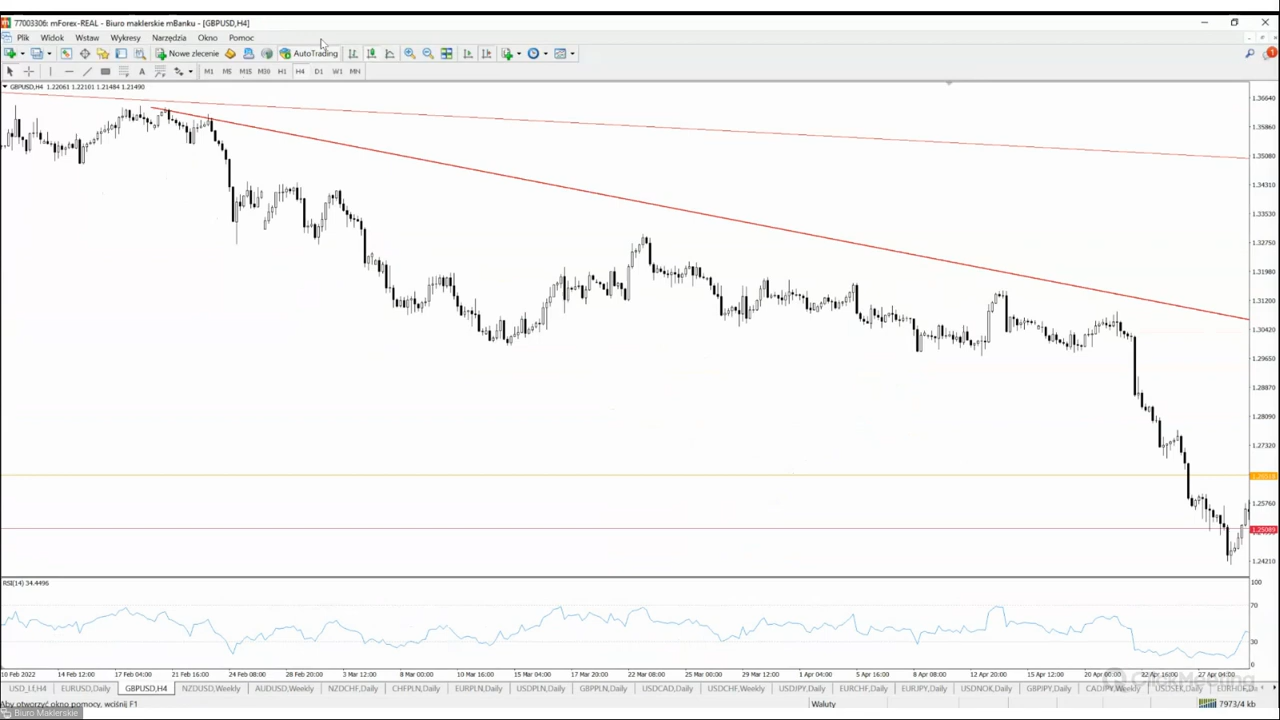 77003306: mForex-REAL - Biuro maklerskie mBanku - [GBPUSD,H4]
Plik Widok Wstaw Wykresy Narzędzia Okno Pomoc
Nowe zlecenie AutoTrading
A M1 M5 M15 M30 H1 H4 D1 W1 MN
GBPUSD,H4 1.22061 1.22101 1.21484 1.21490
1.36640
1.35860
1.35080
1.34310
1.33530
1.32750
1.31980
1.31200
1.30420
1.29650
1.28870
1.28090
1.27320
1.25760
1.25089
1.24210
RSI(14) 34.4496
100
70
30
0
10 Feb 2022 14 Feb 12:00 17 Feb 04:00 21 Feb 16:00 24 Feb 08:00 28 Feb 20:00 3 Mar 12:00 8 Mar 00:00 10 Mar 16:00 15 Mar 04:00 17 Mar 20:00 22 Mar 08:00 24 Mar 20:00 29 Mar 12:00 1 Apr 04:00 5 Apr 16:00 8 Apr 08:00 12 Apr 20:00 15 Apr 12:00 20 Apr 00:00 22 Apr 16:00 27 Apr 04:00
EURUSD,Daily GBPUSD,H4 NZDUSD,Weekly AUDUSD,Weekly NZDCHF,Daily CHFPLN,Daily EURPLN,Daily USDPLN,Daily GBPPLN,Daily USDCAD,Daily USDCHF,Weekly USDJPY,Daily EURCHF,Daily EURJPY,Daily USDNOK,Daily GBPJPY,Daily CADJPY,Weekly
ClickMeeting
Aby otworzyć okno pomocy, wciśnij F1 Waluty 7973/4 kb
Biuro Maklerskie